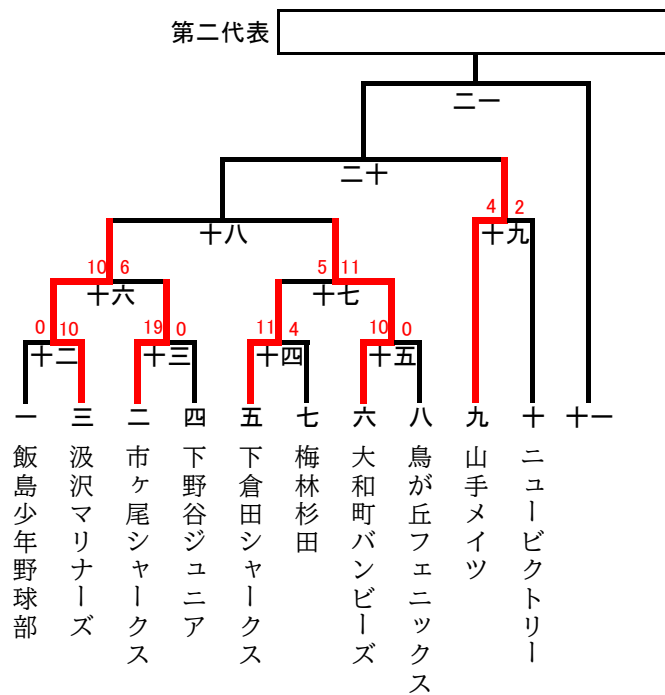 第二代表
二一
二十
4 2
十八
十九
10 6
5 11
十六
十七
0 10
19 0
11 4
10 0
十二
十三
十四
十五
一
三
二
四
五
七
六
八
九
十
十一
飯島少年野球部
汲沢マリナーズ
市ヶ尾シャークス
下野谷ジュニア
下倉田シャークス
梅林杉田
大和町バンビーズ
鳥が丘フェニックス
山手メイツ
ニュービクトリー